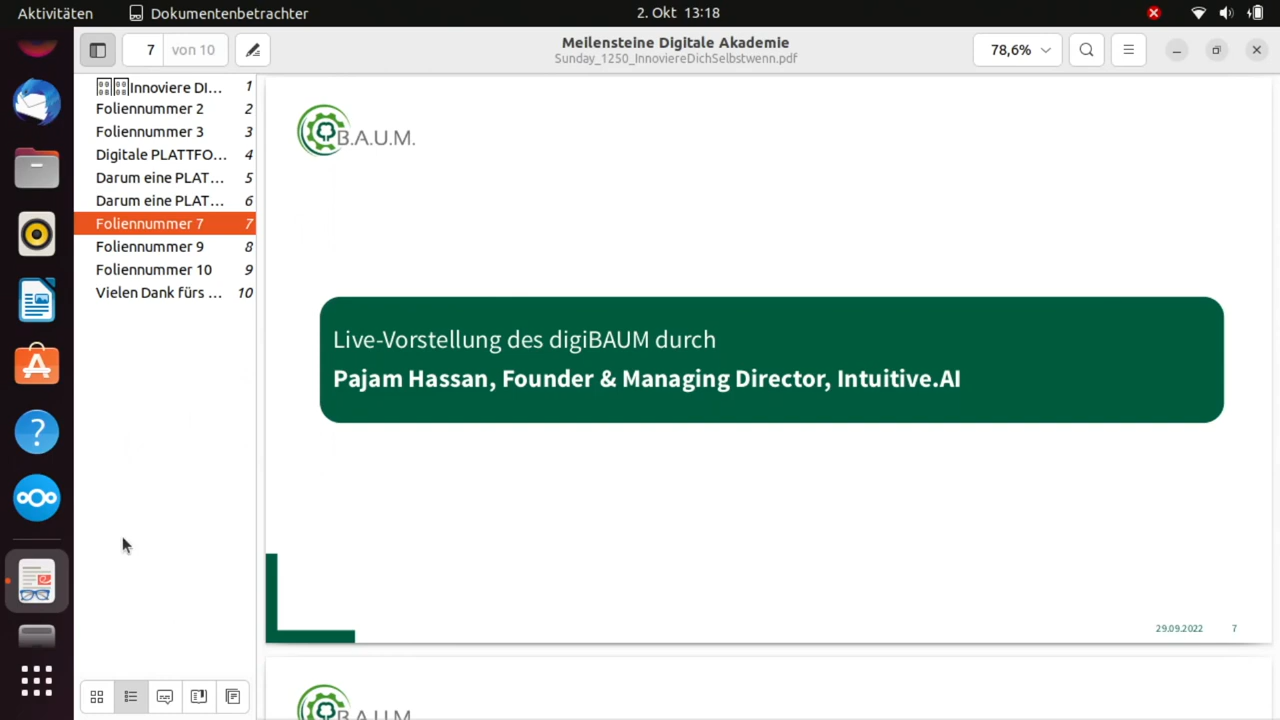 Aktivitäten
Dokumentenbetrachter
2. Okt 13:18
7 von 10
Meilensteine Digitale Akademie
Sunday_1250_InnoviereDichSelbstwenn.pdf
78,6%
Innoviere DI... 1
Foliennummer 2 2
Foliennummer 3 3
Digitale PLATTFO... 4
Darum eine PLAT... 5
Darum eine PLAT... 6
Foliennummer 7 7
Foliennummer 9 8
Foliennummer 10 9
Vielen Dank fürs ... 10
B.A.U.M.
Live-Vorstellung des digiBAUM durch
Pajam Hassan, Founder & Managing Director, Intuitive.AI
29.09.2022 7
B.A.U.M.